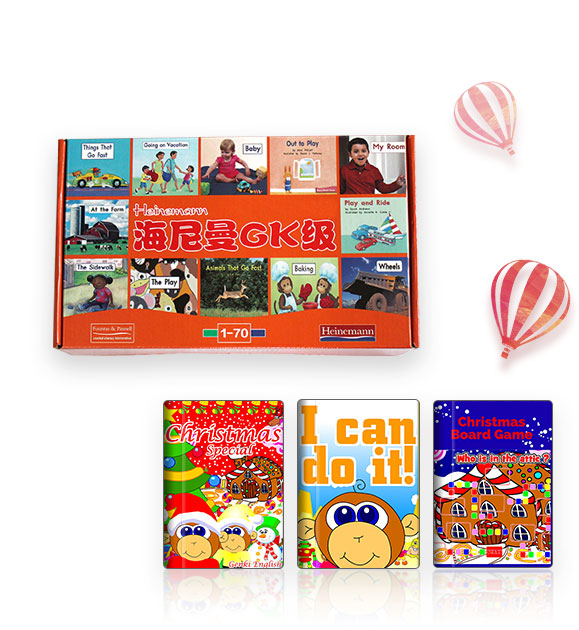 Things That
Go Fast
Going on Vacation
Baby
Out to Play
My Room
At the Farm
Heinemann
海尼曼GK级
Play and Ride
The Sidewalk
The Play
Animals That Go Fast
Baking
Wheels
Fountas & Pinnell
1-70
Heinemann
Christmas
Special
Genki English
I can
do it!
Christmas
Board Game
Who is in the attic?
START